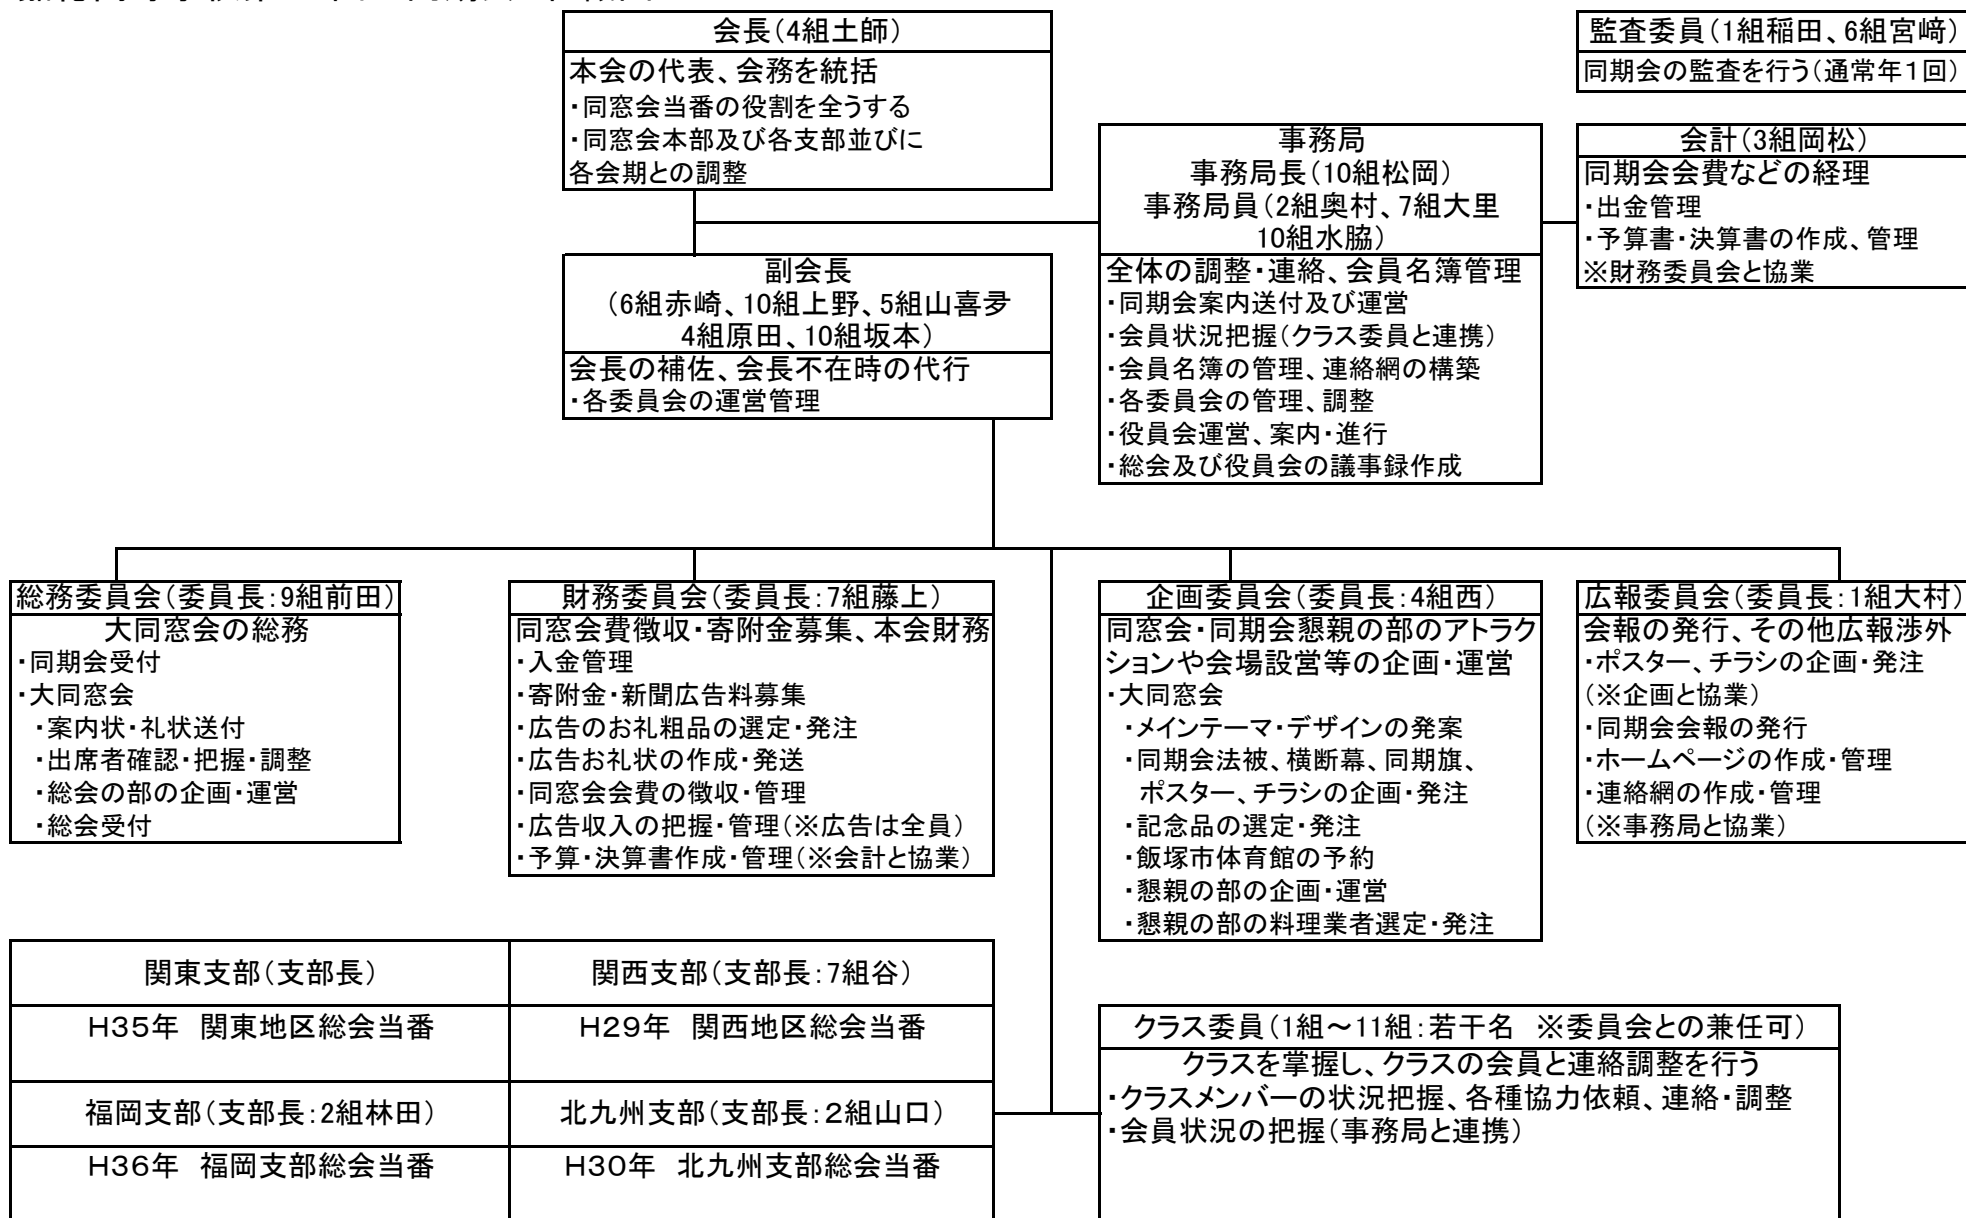 会長(4組土師)
本会の代表、会務を統括
・同窓会当番の役割を全うする
・同窓会本部及び各支部並びに
各会期との調整
監査委員(1組稲田、6組宮﨑)
同期会の監査を行う(通常年1回)
事務局
事務局長(10組松岡)
事務局員(2組奥村、7組大里
10組水脇)
全体の調整・連絡、会員名簿管理
・同期会案内送付及び運営
・会員状況把握(クラス委員と連携)
・会員名簿の管理、連絡網の構築
・各委員会の管理、調整
・役員会運営、案内・進行
・総会及び役員会の議事録作成
会計(3組岡松)
同期会会費などの経理
・出金管理
・予算書・決算書の作成、管理
※財務委員会と協業
副会長
(6組赤崎、10組上野、5組山喜多
4組原田、10組坂本)
会長の補佐、会長不在時の代行
・各委員会の運営管理
総務委員会(委員長:9組前田)
大同窓会の総務
・同期会受付
・大同窓会
・案内状・礼状送付
・出席者確認・把握・調整
・総会の部の企画・運営
・総会受付
財務委員会(委員長:7組藤上)
同窓会費徴収・寄附金募集、本会財務
・入金管理
・寄附金・新聞広告料募集
・広告のお礼粗品の選定・発注
・広告お礼状の作成・発送
・同窓会会費の徴収・管理
・広告収入の把握・管理(※広告は全員)
・予算・決算書作成・管理(※会計と協業)
企画委員会(委員長:4組西)
同窓会・同期会懇親の部のアトラク
ションや会場設営等の企画・運営
・大同窓会
・メインテーマ・デザインの発案
・同期会法被、横断幕、同期旗、
ポスター、チラシの企画・発注
・記念品の選定・発注
・飯塚市体育館の予約
・懇親の部の企画・運営
・懇親の部の料理業者選定・発注
広報委員会(委員長:1組大村)
会報の発行、その他広報渉外
・ポスター、チラシの企画・発注
(※企画と協業)
・同期会会報の発行
・ホームページの作成・管理
・連絡網の作成・管理
(※事務局と協業)
関東支部(支部長)
関西支部(支部長:7組谷)
H35年 関東地区総会当番
H29年 関西地区総会当番
福岡支部(支部長:2組林田)
北九州支部(支部長:2組山口)
H36年 福岡支部総会当番
H30年 北九州支部総会当番
クラス委員(1組~11組:若干名 ※委員会との兼任可)
クラスを掌握し、クラスの会員と連絡調整を行う
・クラスメンバーの状況把握、各種協力依頼、連絡・調整
・会員状況の把握(事務局と連携)